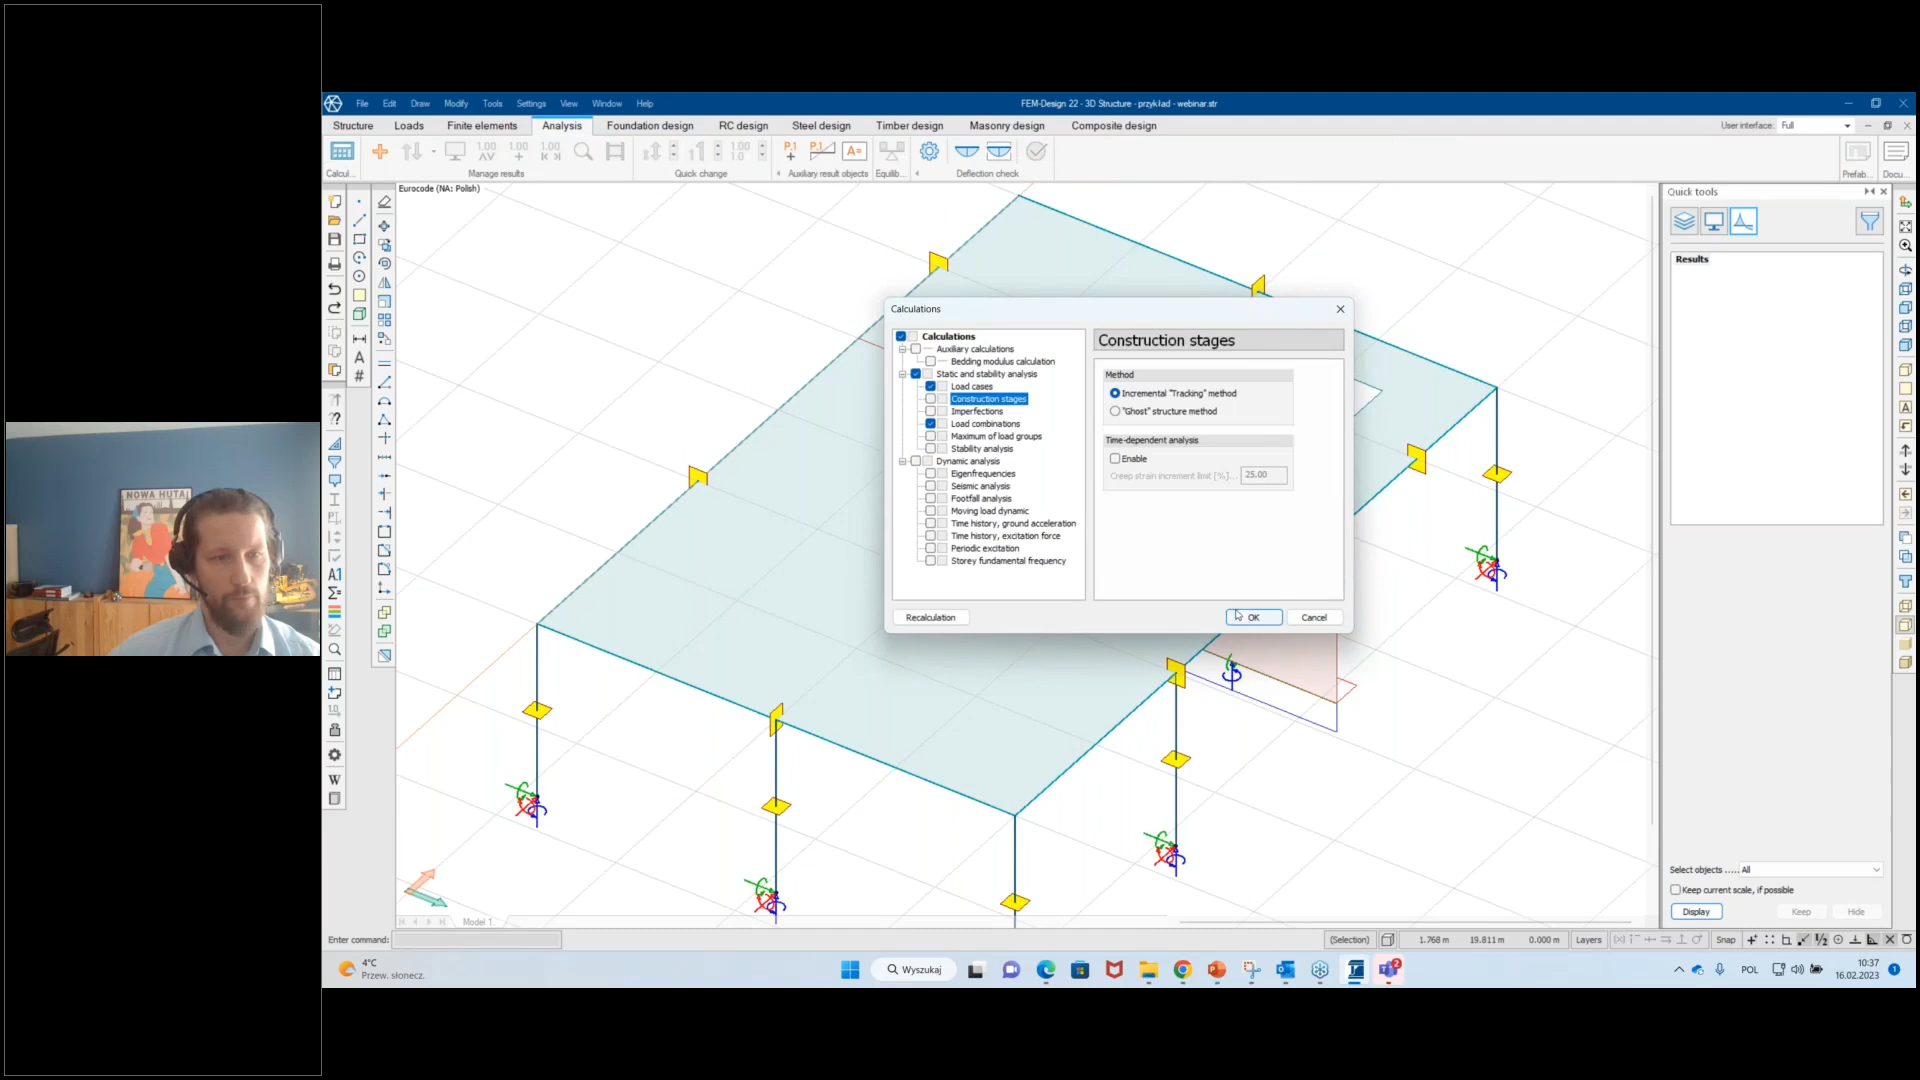 FEM-Design 22 - 3D Structure - przykład - webinar.str
File Edit Draw Modify Tools Settings View Window Help
Structure Loads Finite elements Analysis Foundation design RC design Steel design Timber design Masonry design Composite design
User interface: Full
Calcul... Manage results Quick change Auxiliary result objects Equilib... Deflection check Prefab... Docu...
Eurocode (NA: Polish)
Quick tools
Results
Calculations
Calculations
Auxiliary calculations
Bedding modulus calculation
Static and stability analysis
Load cases
Construction stages
Imperfections
Load combinations
Maximum of load groups
Stability analysis
Dynamic analysis
Eigenfrequencies
Seismic analysis
Footfall analysis
Moving load dynamic
Time history, ground acceleration
Time history, excitation force
Periodic excitation
Storey fundamental frequency
Construction stages
Method
Incremental "Tracking" method
"Ghost" structure method
Time-dependent analysis
Enable
Creep strain increment limit [%]... 25.00
Recalculation OK Cancel
NOWA HUTA
Select objects ..... All
Keep current scale, if possible
Display Keep Hide
Model 1
Enter command:
(Selection) 1.768 m 19.811 m 0.000 m Layers Snap
4°C
Przew. słonecz.
Wyszukaj
POL
10:37
16.02.2023